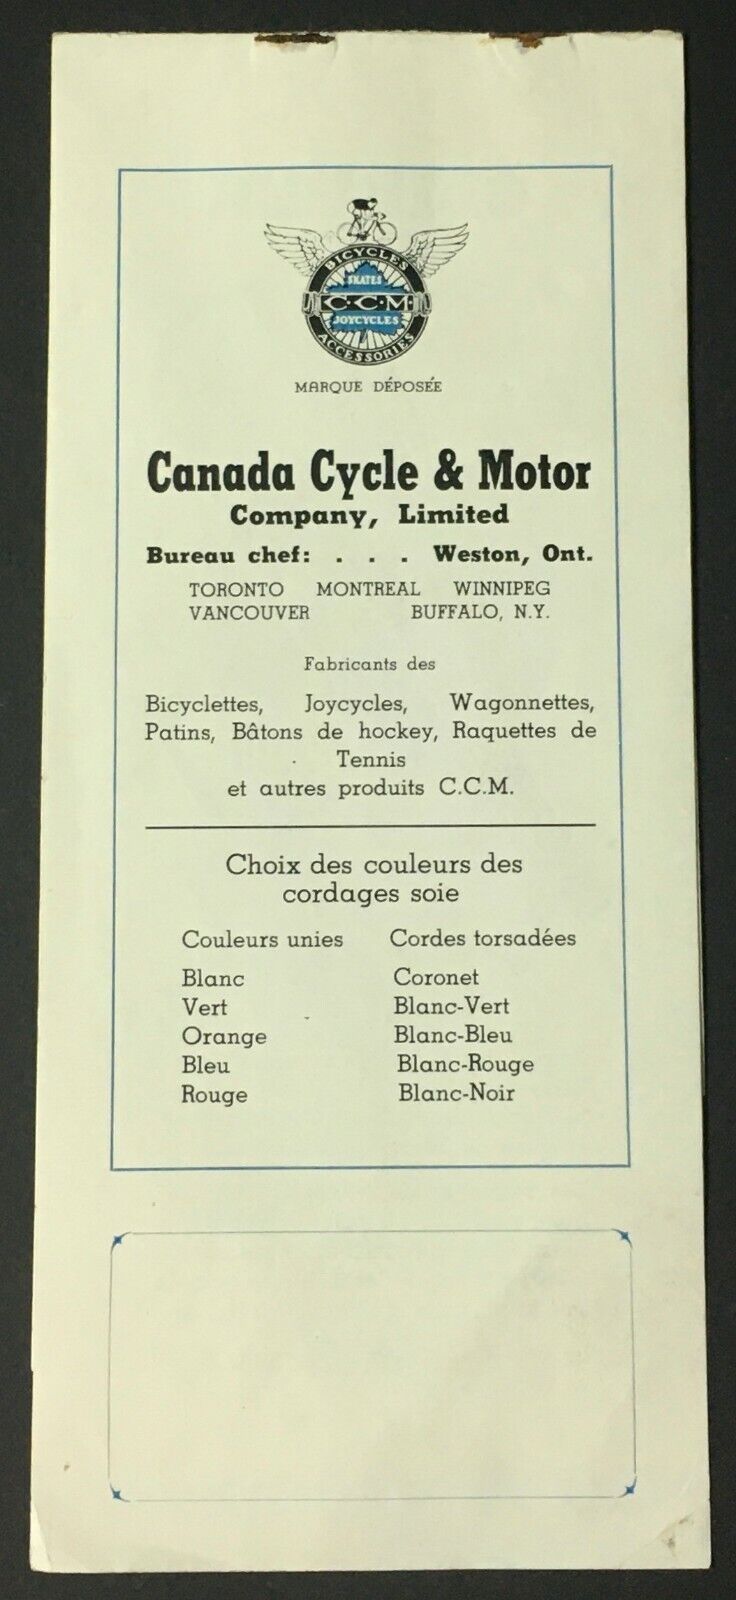 BICYCLES
SKATES
C·C·M
JOYCYCLES
ACCESSORIES
MARQUE DÉPOSÉE
Canada Cycle & Motor
Company, Limited
Bureau chef: . . . Weston, Ont.
TORONTO MONTREAL WINNIPEG
VANCOUVER BUFFALO, N.Y.
Fabricants des
Bicyclettes, Joycycles, Wagonnettes,
Patins, Bâtons de hockey, Raquettes de
Tennis
et autres produits C.C.M.
Choix des couleurs des
cordages soie
Couleurs unies Cordes torsadées
Blanc Coronet
Vert Blanc-Vert
Orange Blanc-Bleu
Bleu Blanc-Rouge
Rouge Blanc-Noir